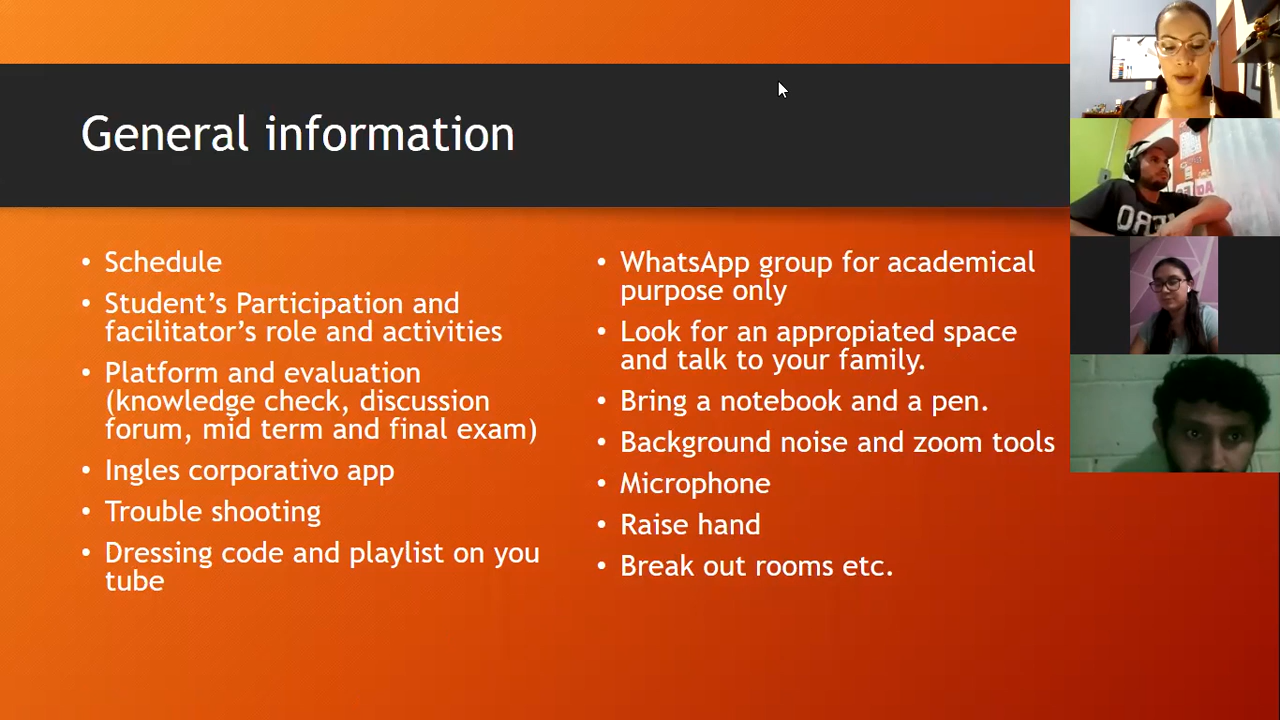 General information
• Schedule
• Student’s Participation and
facilitator’s role and activities
• Platform and evaluation
(knowledge check, discussion
forum, mid term and final exam)
• Ingles corporativo app
• Trouble shooting
• Dressing code and playlist on you
tube
• WhatsApp group for academical
purpose only
• Look for an appropiated space
and talk to your family.
• Bring a notebook and a pen.
• Background noise and zoom tools
• Microphone
• Raise hand
• Break out rooms etc.